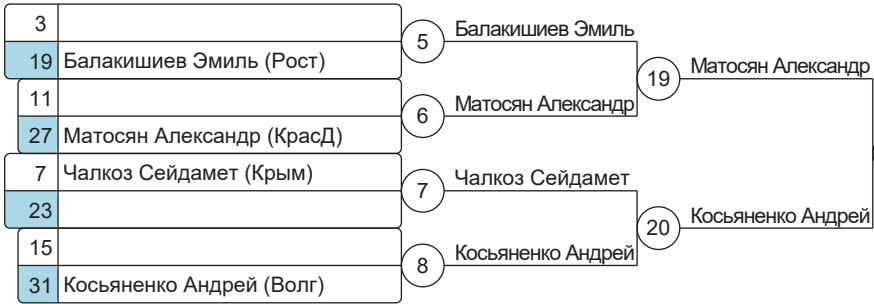 3
19 Балакишиев Эмиль (Рост)
11
27 Матосян Александр (КрасД)
7 Чалкоз Сейдамет (Крым)
23
15
31 Косьяненко Андрей (Волг)
5 Балакишиев Эмиль
6 Матосян Александр
7 Чалкоз Сейдамет
8 Косьяненко Андрей
19 Матосян Александр
20 Косьяненко Андрей